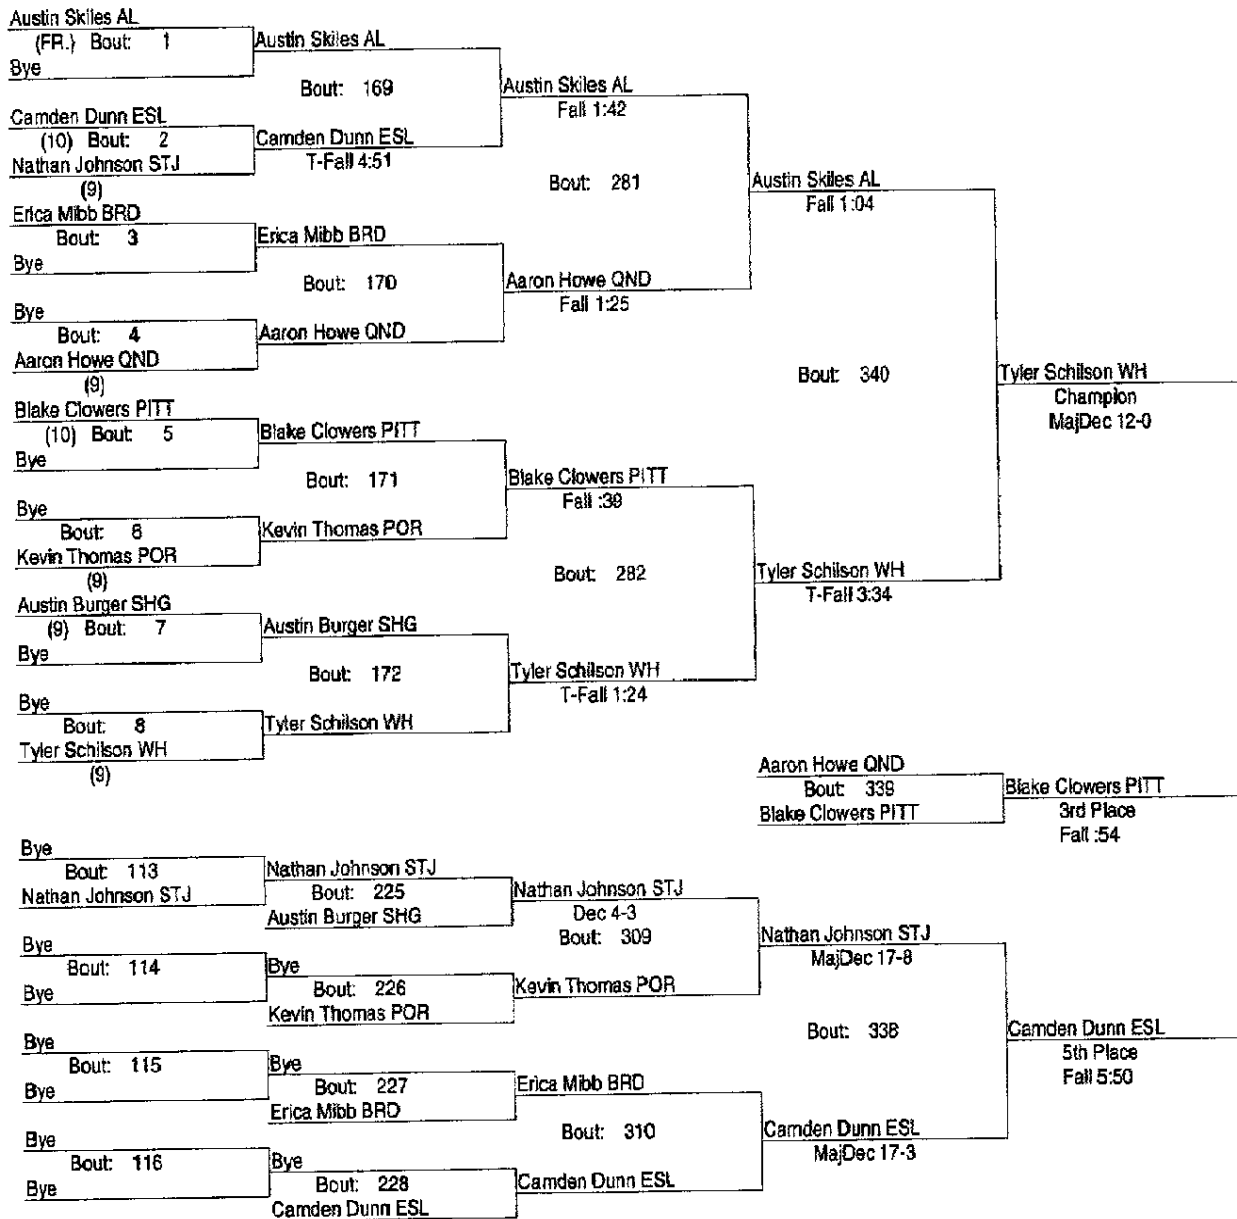 Austin Skiles AL
(FR.) Bout: 1
Bye
Austin Skiles AL
Bout: 169
Camden Dunn ESL
(10) Bout: 2
Nathan Johnson STJ
(9)
Camden Dunn ESL
T-Fall 4:51
Austin Skiles AL
Fall 1:42
Bout: 281
Erica Mibb BRD
Bout: 3
Bye
Erica Mibb BRD
Bout: 170
Bye
Bout: 4
Aaron Howe QND
(9)
Aaron Howe QND
Aaron Howe QND
Fall 1:25
Austin Skiles AL
Fall 1:04
Bout: 340
Blake Clowers PITT
(10) Bout: 5
Bye
Blake Clowers PITT
Bout: 171
Bye
Bout: 6
Kevin Thomas POR
(9)
Kevin Thomas POR
Blake Clowers PITT
Fall :39
Bout: 282
Austin Burger SHG
(9) Bout: 7
Bye
Austin Burger SHG
Bout: 172
Bye
Bout: 8
Tyler Schilson WH
(9)
Tyler Schilson WH
Tyler Schilson WH
T-Fall 1:24
Tyler Schilson WH
T-Fall 3:34
Tyler Schilson WH
Champion
MajDec 12-0
Aaron Howe QND
Bout: 339
Blake Clowers PITT
Blake Clowers PITT
3rd Place
Fall :54
Bye
Bout: 113
Nathan Johnson STJ
Nathan Johnson STJ
Bout: 225
Austin Burger SHG
Nathan Johnson STJ
Dec 4-3
Bout: 309
Bye
Bout: 114
Bye
Bye
Bout: 226
Kevin Thomas POR
Kevin Thomas POR
Nathan Johnson STJ
MajDec 17-8
Bout: 338
Bye
Bout: 115
Bye
Bye
Bout: 227
Erica Mibb BRD
Erica Mibb BRD
Bout: 310
Bye
Bout: 116
Bye
Bye
Bout: 228
Camden Dunn ESL
Camden Dunn ESL
Camden Dunn ESL
MajDec 17-3
Camden Dunn ESL
5th Place
Fall 5:50